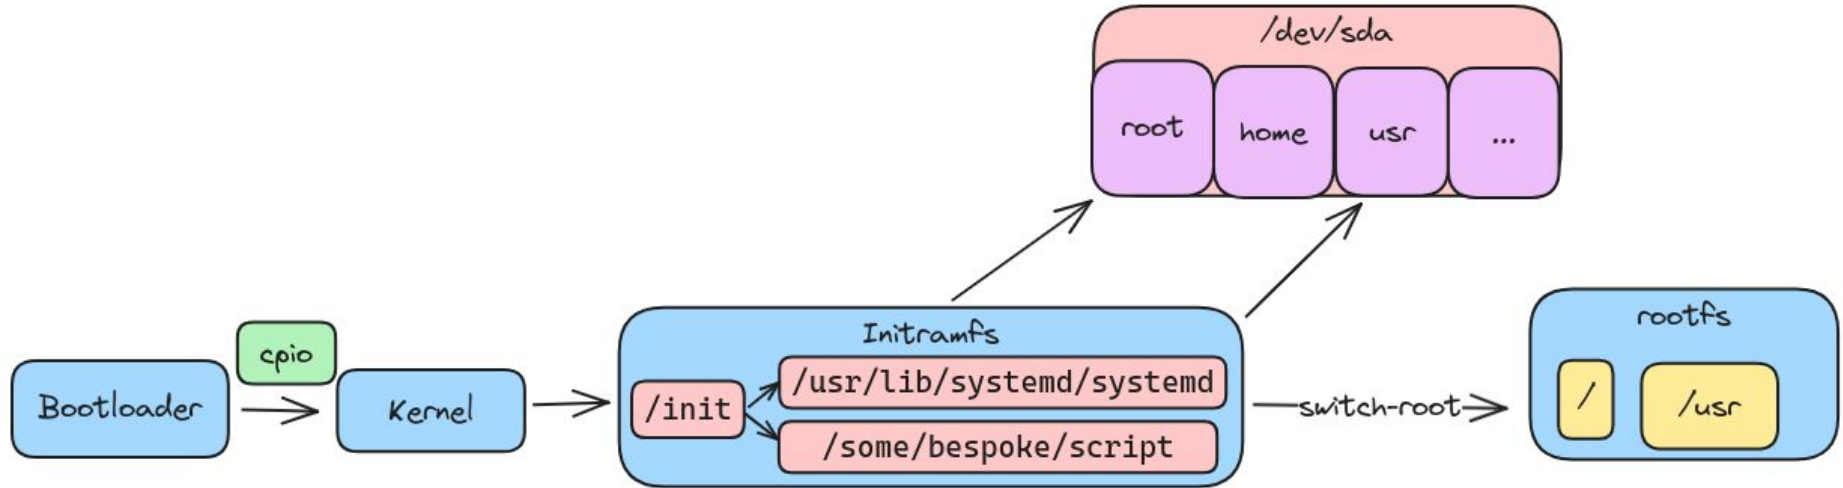 /dev/sda
root
home
usr
...
cpio
Bootloader
Kernel
Initramfs
/init
/usr/lib/systemd/systemd
/some/bespoke/script
switch-root
rootfs
/
/usr